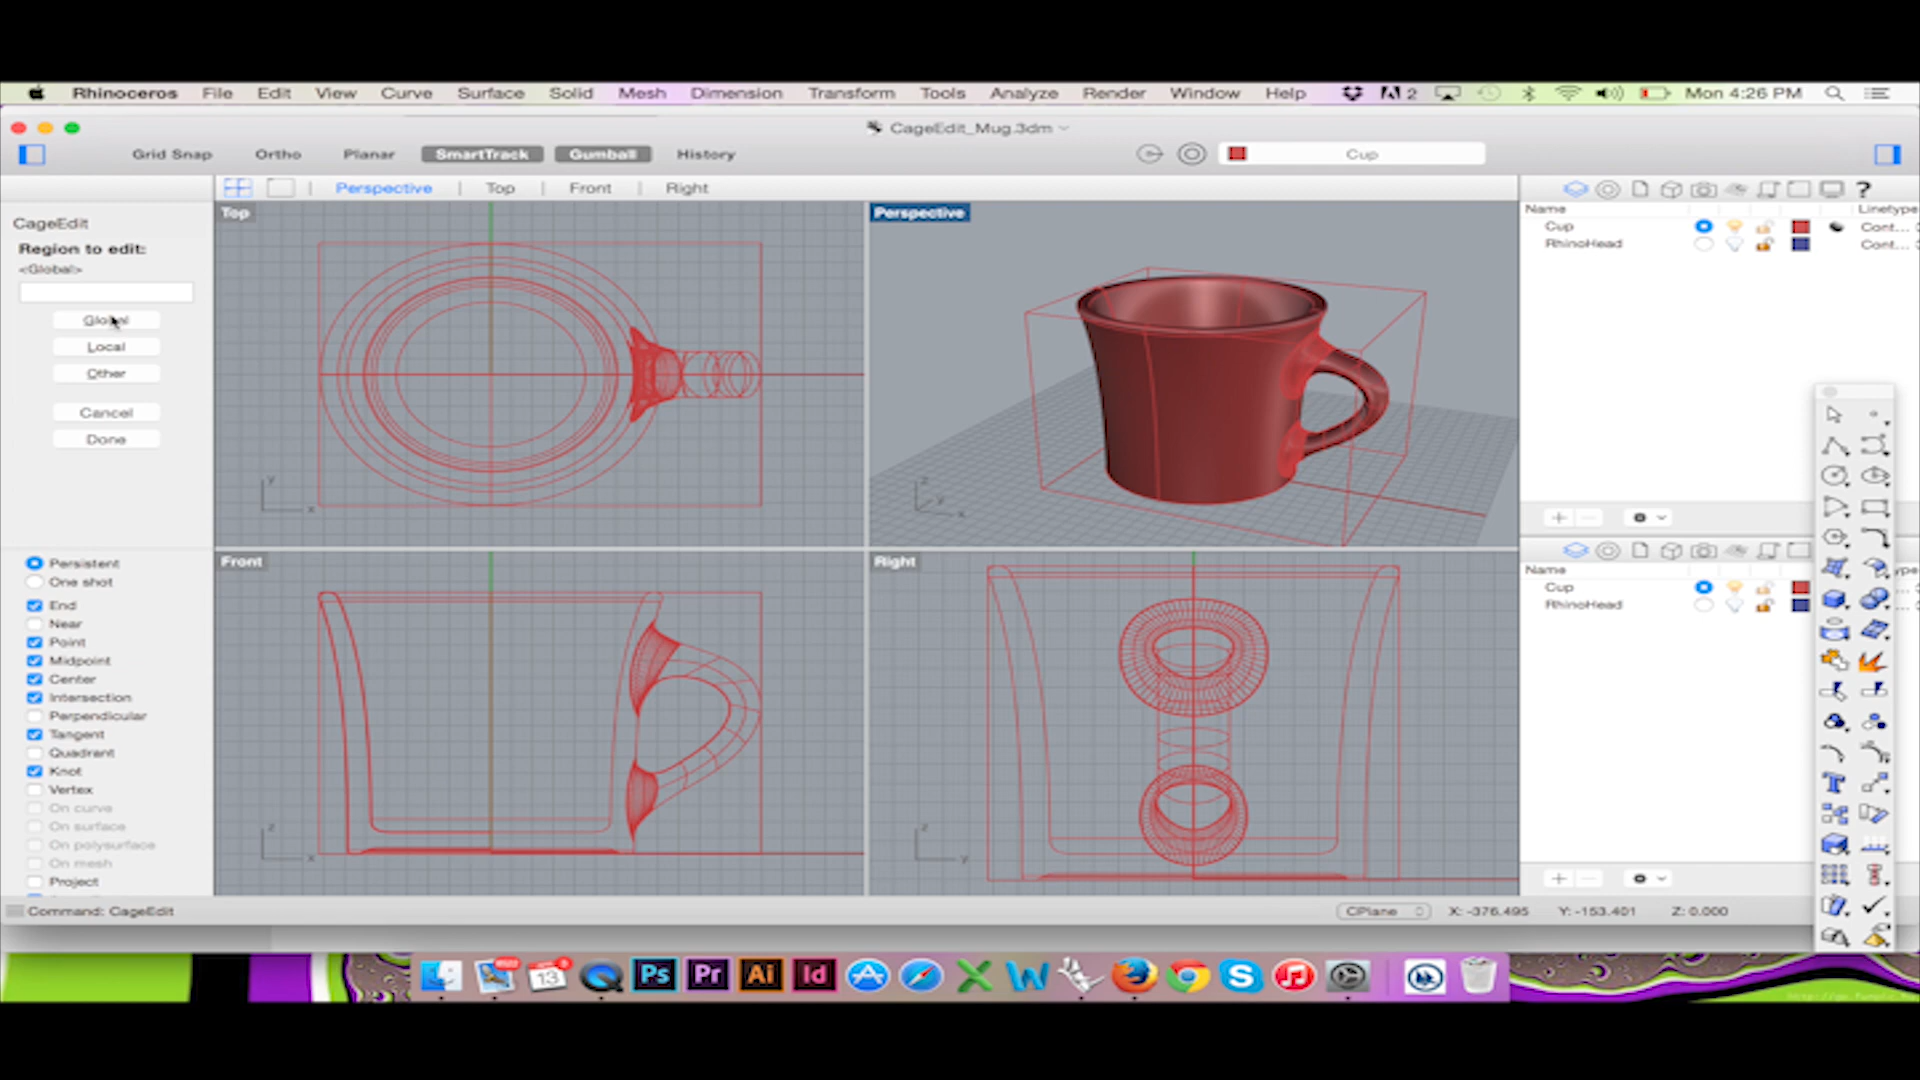 Rhinoceros File Edit View Curve Surface Solid Mesh Dimension Transform Tools Analyze Render Window Help 2 Mon 4:26 PM
CageEdit_Mug.3dm
Grid Snap Ortho Planar SmartTrack Gumball History Cup
Perspective Top Front Right
CageEdit
Region to edit:
<Global>
Global
Local
Other
Cancel
Done
Persistent
One shot
End
Near
Point
Midpoint
Center
Intersection
Perpendicular
Tangent
Quadrant
Knot
Vertex
On curve
On surface
On polysurface
On mesh
Project
Top
y
x
Perspective
z
y
x
Front
z
x
Right
z
y
?
Name Linetype
Cup Cont...
RhinoHead Cont...
Name
Cup
RhinoHead
Command: CageEdit
CPlane X: -376.495 Y: -153.401 Z: 0.000
13 Ps Pr Ai Id